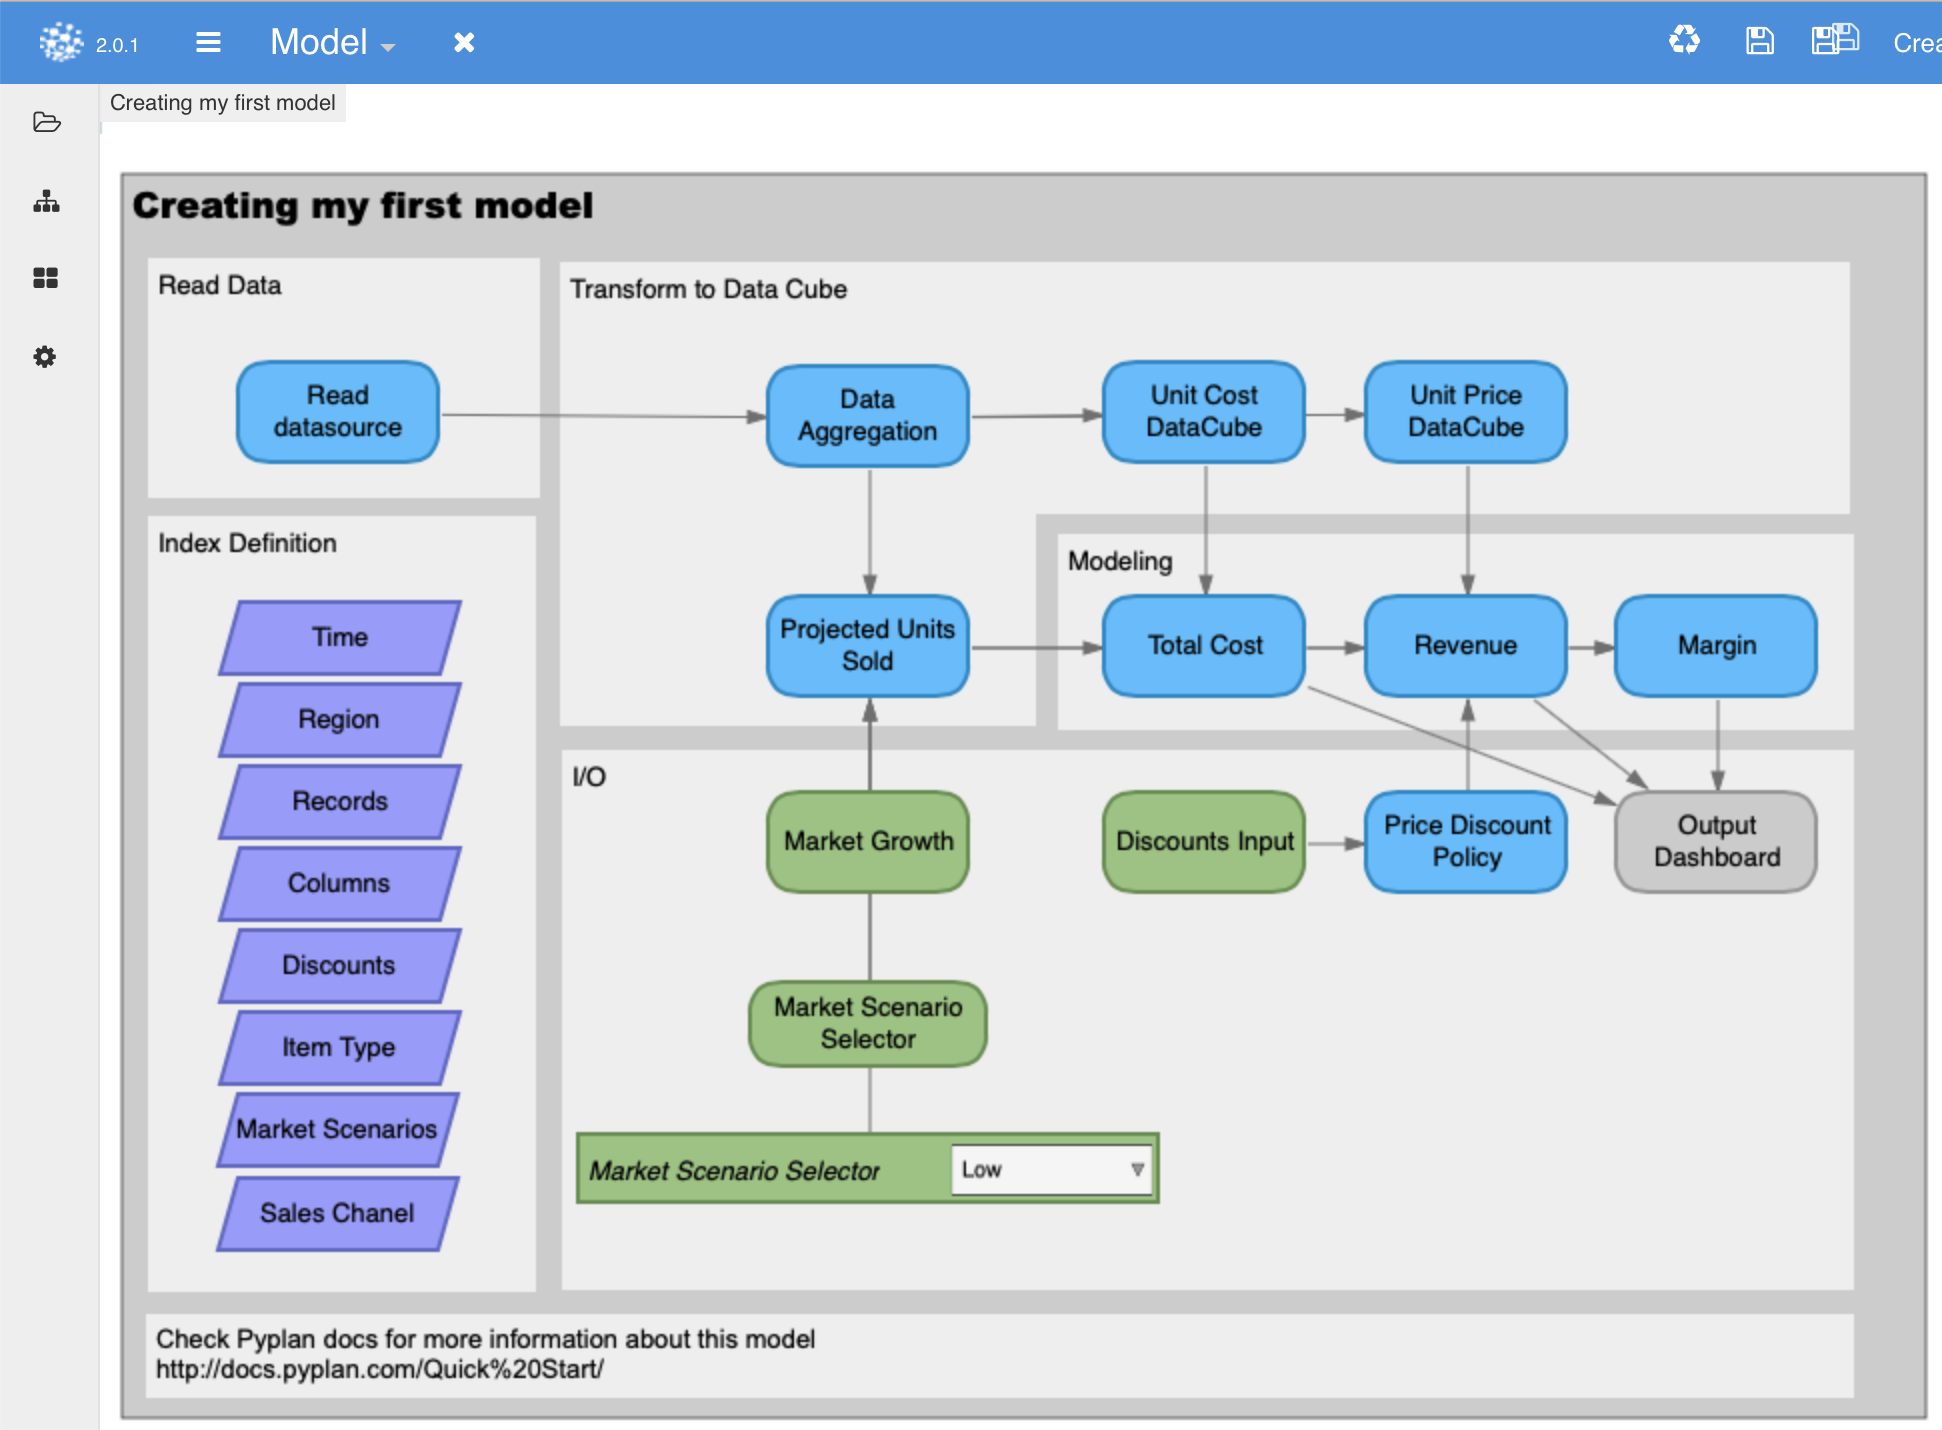 2.0.1
Model
Crea
Creating my first model
Creating my first model
Read Data
Read
datasource
Transform to Data Cube
Data
Aggregation
Unit Cost
DataCube
Unit Price
DataCube
Index Definition
Time
Region
Records
Columns
Discounts
Item Type
Market Scenarios
Sales Chanel
Projected Units
Sold
Modeling
Total Cost
Revenue
Margin
I/O
Market Growth
Discounts Input
Price Discount
Policy
Output
Dashboard
Market Scenario
Selector
Market Scenario Selector
Low
Check Pyplan docs for more information about this model
http://docs.pyplan.com/Quick%20Start/